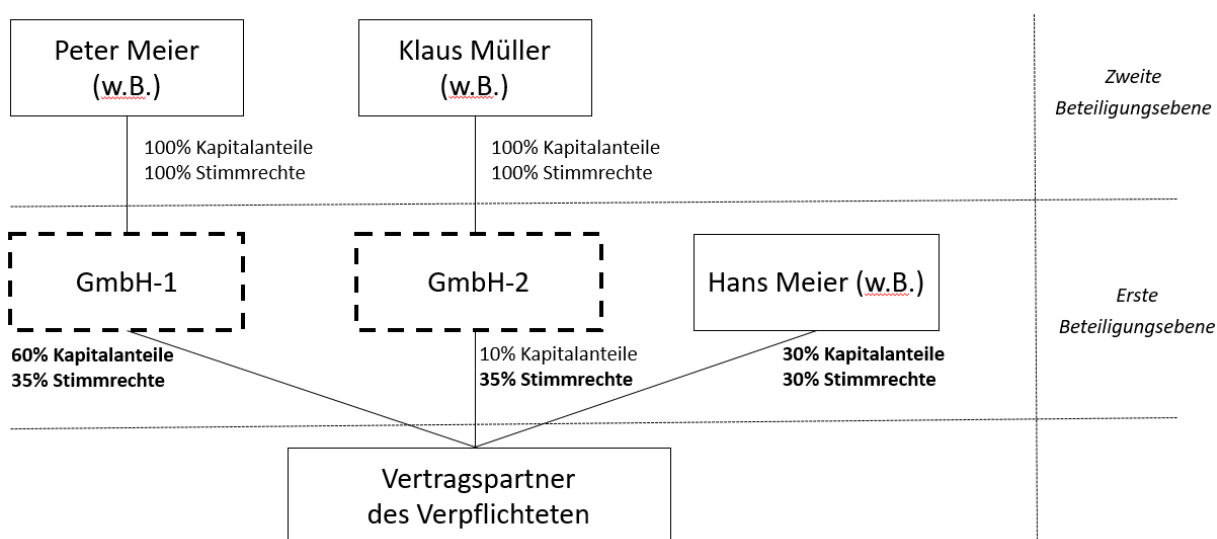 Peter Meier
(w.B.)
Klaus Müller
(w.B.)
Zweite
Beteiligungsebene
100% Kapitalanteile
100% Stimmrechte
100% Kapitalanteile
100% Stimmrechte
GmbH-1
GmbH-2
Hans Meier (w.B.)
Erste
Beteiligungsebene
60% Kapitalanteile
35% Stimmrechte
10% Kapitalanteile
35% Stimmrechte
30% Kapitalanteile
30% Stimmrechte
Vertragspartner
des Verpflichteten